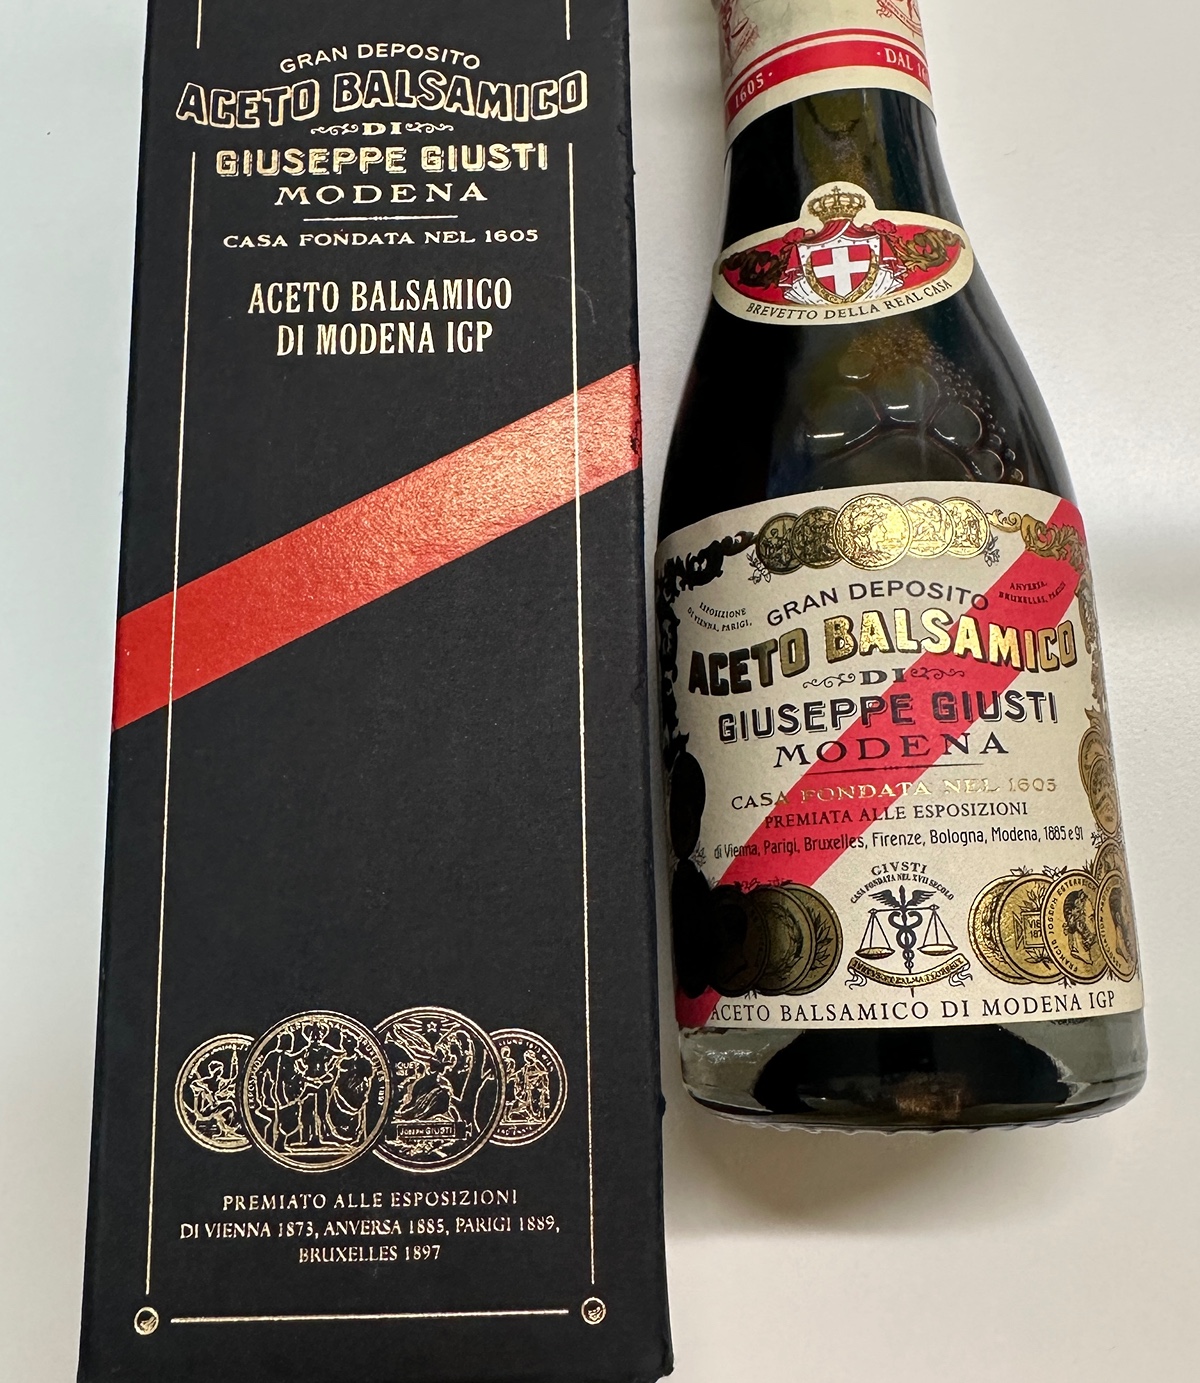 GRAN DEPOSITO
ACETO BALSAMICO
DI
GIUSEPPE GIUSTI
MODENA
CASA FONDATA NEL 1605
ACETO BALSAMICO
DI MODENA IGP
JOSEPH GIUSTI
PREMIATO ALLE ESPOSIZIONI
DI VIENNA 1873, ANVERSA 1885, PARIGI 1889,
BRUXELLES 1897
1605 ·
· DAL
BREVETTO DELLA REAL CASA
ESPOSIZIONE
DI VIENNA, PARIGI,
ANVERSA,
BRUXELLES,
GRAN DEPOSITO
ACETO BALSAMICO
DI
GIUSEPPE GIUSTI
MODENA
CASA FONDATA NEL 1605
PREMIATA ALLE ESPOSIZIONI
di Vienna, Parigi, Bruxelles, Firenze, Bologna, Modena, 1885 e 91
GIVSTI
CASA FONDATA NEL XVII SECOLO
ACETO BALSAMICO DI MODENA IGP